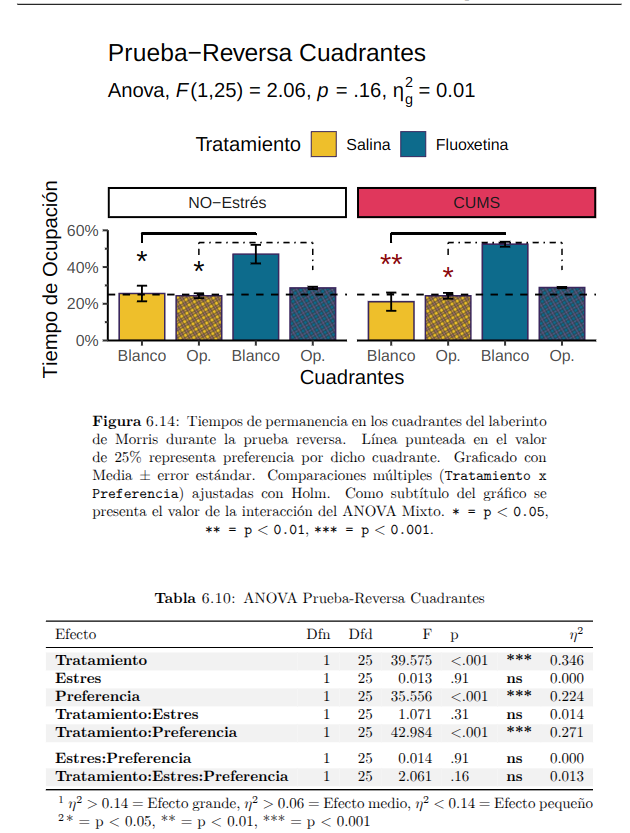 Prueba−Reversa Cuadrantes
Anova, F(1,25) = 2.06, p = .16, η²g = 0.01
Tratamiento Salina Fluoxetina
NO−Estrés CUMS
Tiempo de Ocupación
60%
40%
20%
0%
* * ** *
Blanco Op. Blanco Op. Blanco Op. Blanco Op.
Cuadrantes
Figura 6.14: Tiempos de permanencia en los cuadrantes del laberinto
de Morris durante la prueba reversa. Línea punteada en el valor
de 25% representa preferencia por dicho cuadrante. Graficado con
Media ± error estándar. Comparaciones múltiples (Tratamiento x
Preferencia) ajustadas con Holm. Como subtítulo del gráfico se
presenta el valor de la interacción del ANOVA Mixto. * = p < 0.05,
** = p < 0.01, *** = p < 0.001.
Tabla 6.10: ANOVA Prueba-Reversa Cuadrantes
Efecto Dfn Dfd F p η²
Tratamiento 1 25 39.575 <.001 *** 0.346
Estres 1 25 0.013 .91 ns 0.000
Preferencia 1 25 35.556 <.001 *** 0.224
Tratamiento:Estres 1 25 1.071 .31 ns 0.014
Tratamiento:Preferencia 1 25 42.984 <.001 *** 0.271
Estres:Preferencia 1 25 0.014 .91 ns 0.000
Tratamiento:Estres:Preferencia 1 25 2.061 .16 ns 0.013
¹ η² > 0.14 = Efecto grande, η² > 0.06 = Efecto medio, η² < 0.14 = Efecto pequeño
² * = p < 0.05, ** = p < 0.01, *** = p < 0.001